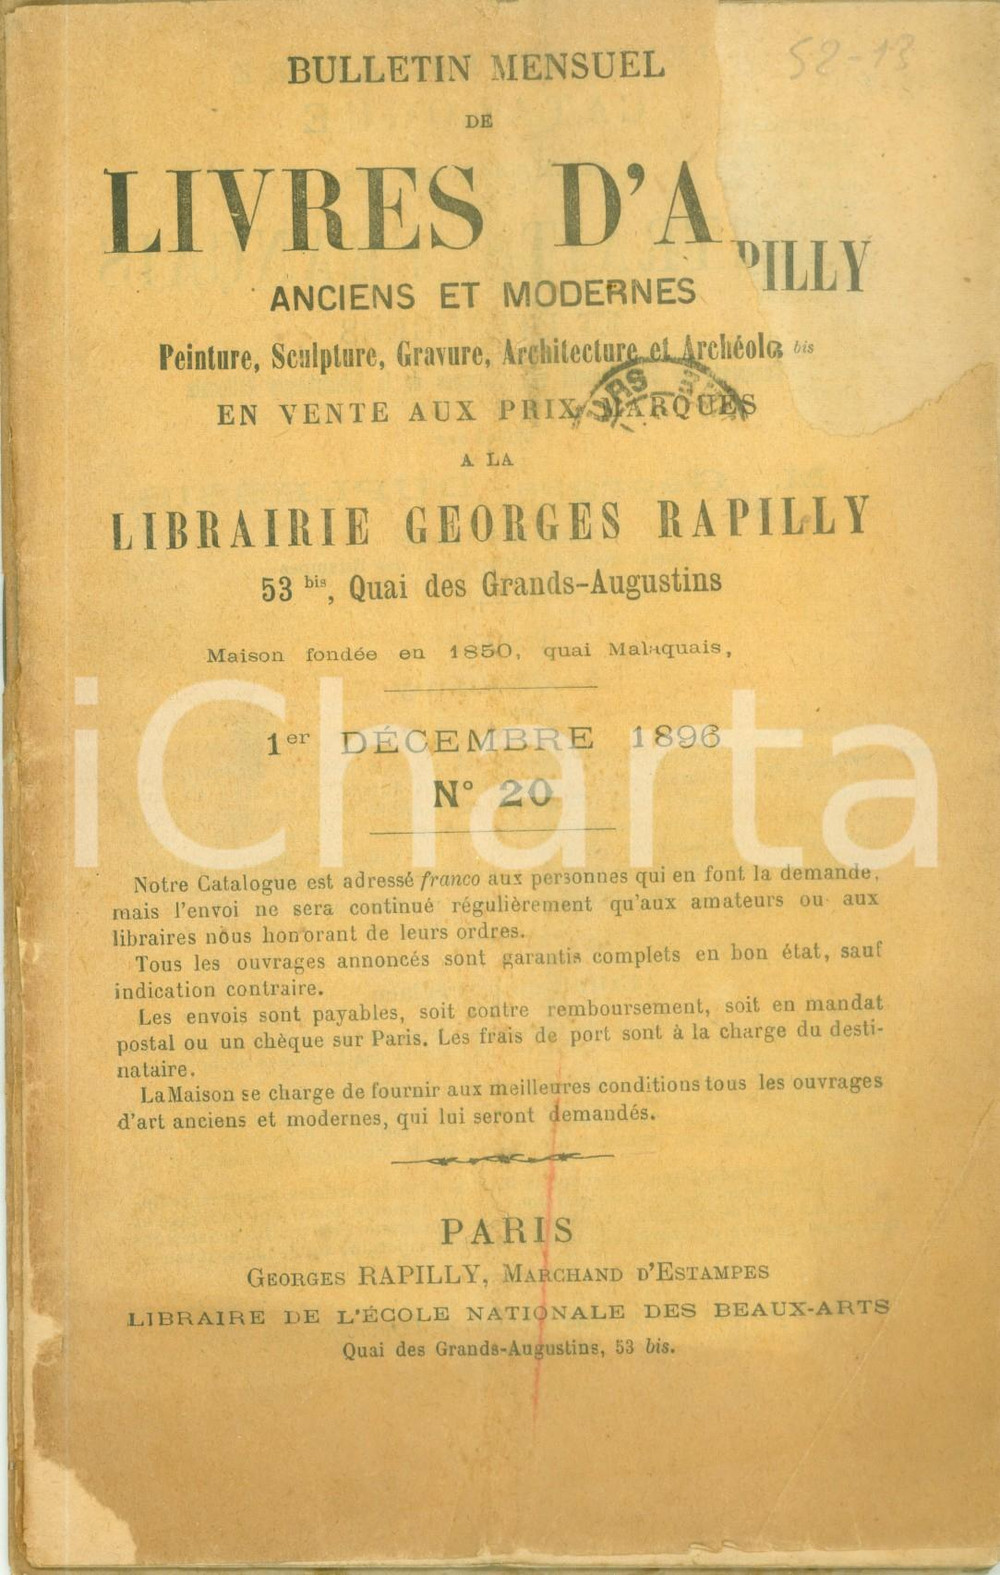 52-13
BULLETIN MENSUEL
DE
LIVRES D'A
PILLY
ANCIENS ET MODERNES
Peinture, Sculpture, Gravure, Architecture et Archéolo
bis
EN VENTE AUX PRIX MARQUÉS
A LA
LIBRAIRIE GEORGES RAPILLY
53 bis, Quai des Grands-Augustins
Maison fondée en 1850, quai Malaquais,
1er DÉCEMBRE 1896
N° 20
iCharta
Notre Catalogue est adressé franco aux personnes qui en font la demande,
mais l'envoi ne sera continué régulièrement qu'aux amateurs ou aux
libraires nous honorant de leurs ordres.
Tous les ouvrages annoncés sont garantis complets en bon état, sauf
indication contraire.
Les envois sont payables, soit contre remboursement, soit en mandat
postal ou un chèque sur Paris. Les frais de port sont à la charge du desti-
nataire.
LaMaison se charge de fournir aux meilleures conditions tous les ouvrages
d'art anciens et modernes, qui lui seront demandés.
PARIS
GEORGES RAPILLY, MARCHAND D'ESTAMPES
LIBRAIRE DE L'ÉCOLE NATIONALE DES BEAUX-ARTS
Quai des Grands-Augustins, 53 bis.